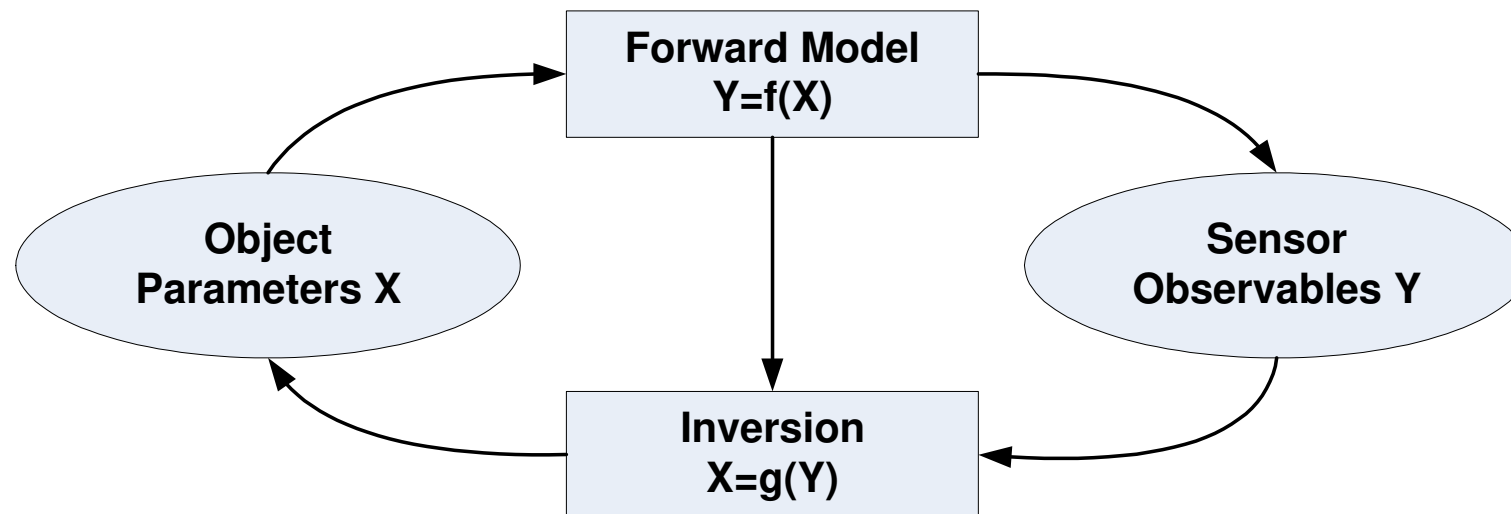 Forward Model
Y=f(X)
Object
Parameters X
Sensor
Observables Y
Inversion
X=g(Y)